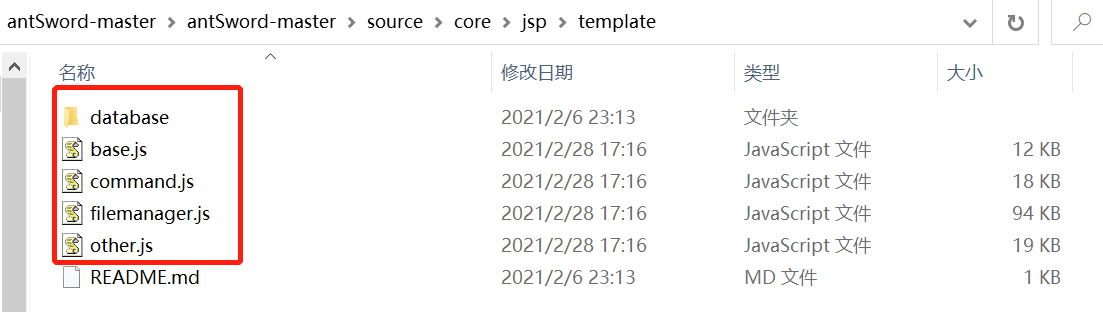 antSword-master > antSword-master > source > core > jsp > template
名称 修改日期 类型 大小
database 2021/2/6 23:13 文件夹
base.js 2021/2/28 17:16 JavaScript 文件 12 KB
command.js 2021/2/28 17:16 JavaScript 文件 18 KB
filemanager.js 2021/2/28 17:16 JavaScript 文件 94 KB
other.js 2021/2/28 17:16 JavaScript 文件 19 KB
README.md 2021/2/6 23:13 MD 文件 1 KB